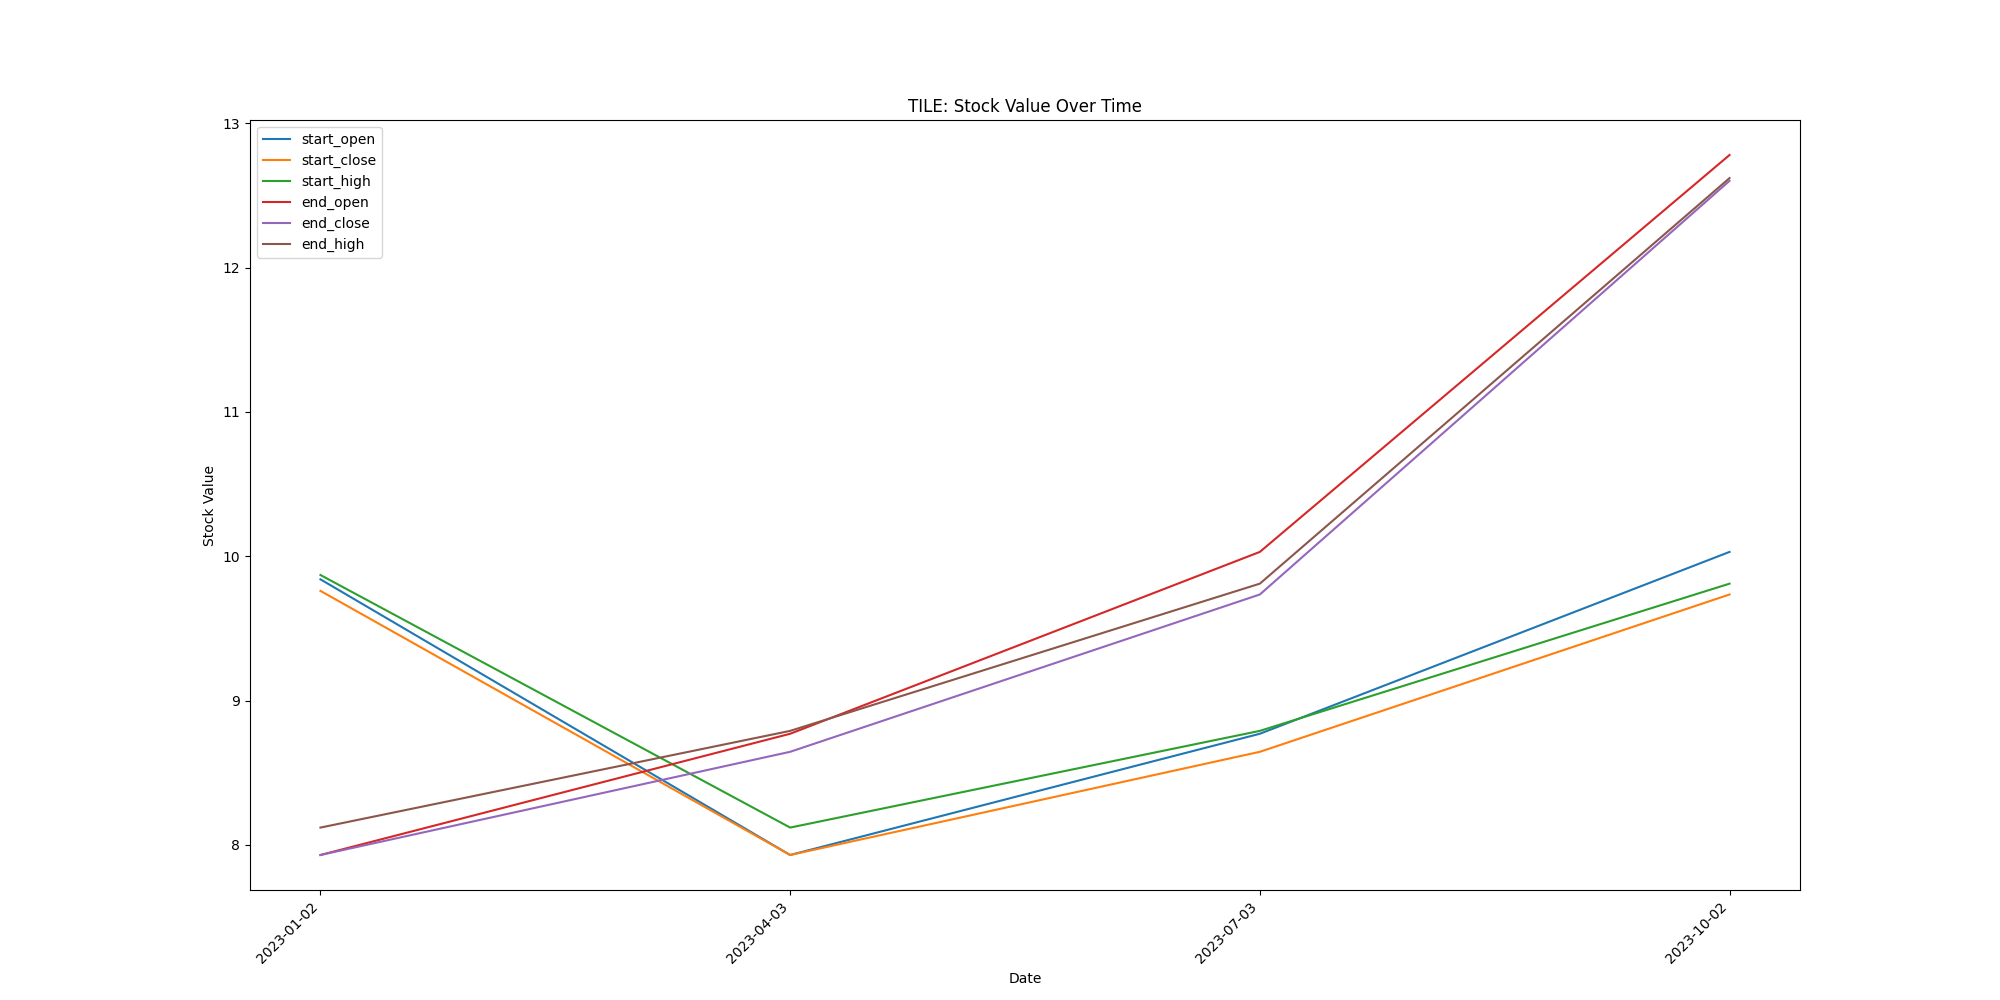 TILE: Stock Value Over Time
start_open
start_close
start_high
end_open
end_close
end_high
13
12
11
10
9
8
Stock Value
2023-01-02
2023-04-03
2023-07-03
2023-10-02
Date